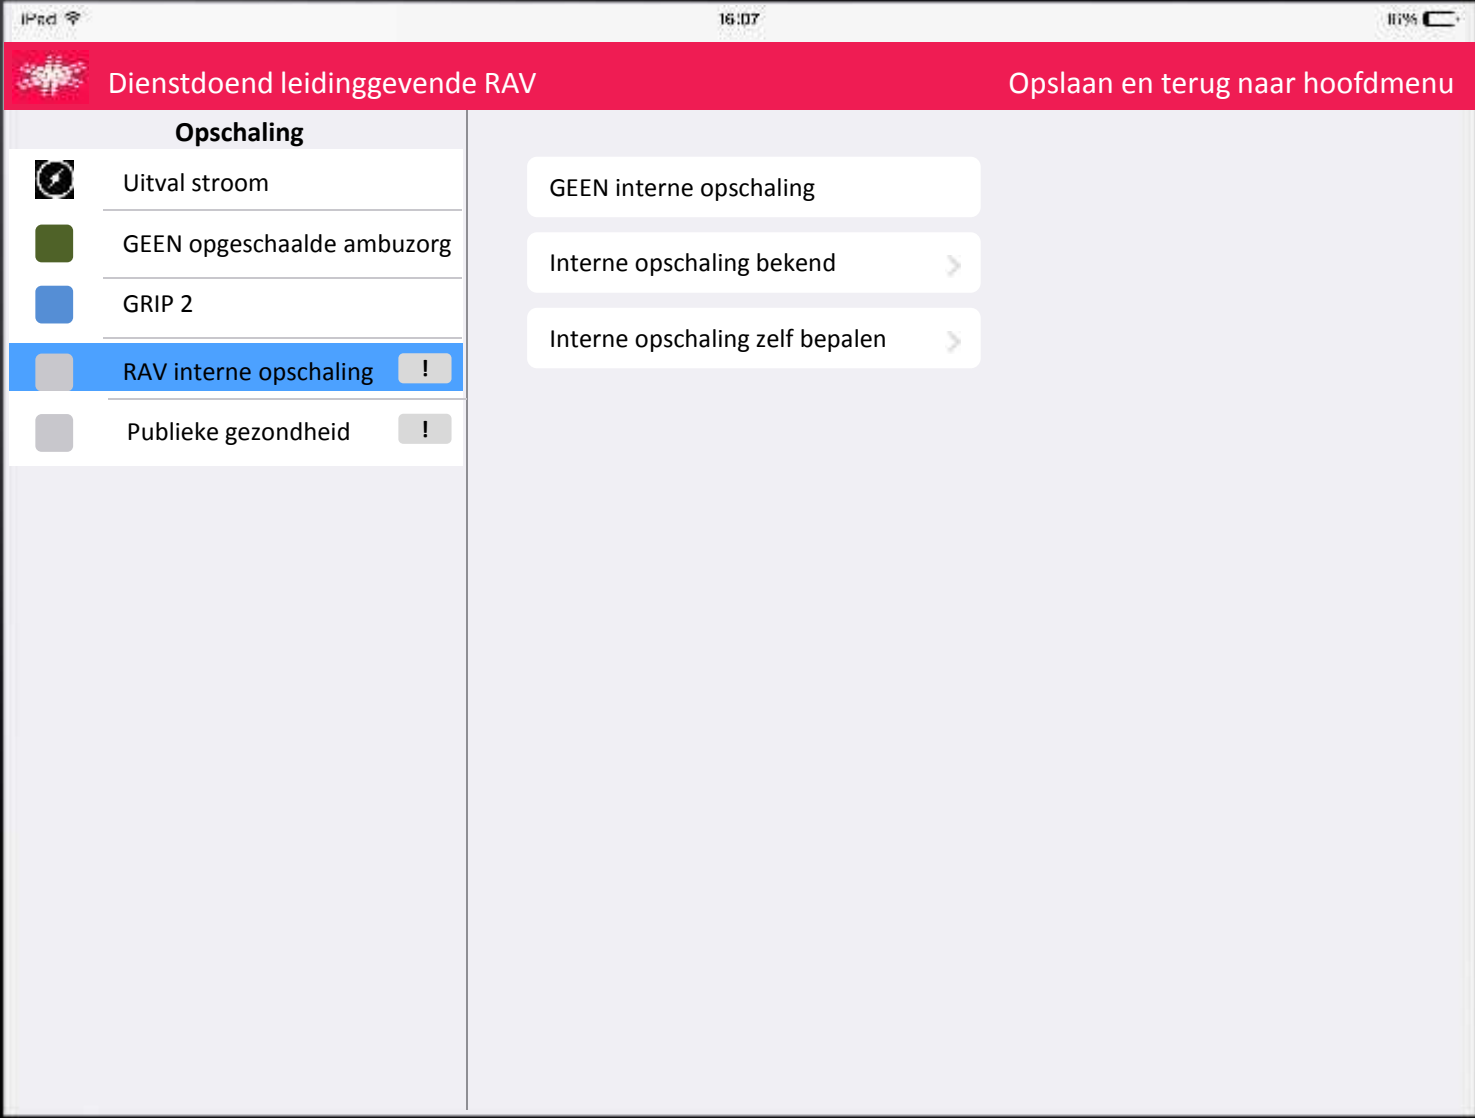 iPad
16:07
Dienstdoend leidinggevende RAV
Opslaan en terug naar hoofdmenu
Opschaling
Uitval stroom
GEEN opgeschaalde ambuzorg
GRIP 2
RAV interne opschaling !
Publieke gezondheid !
GEEN interne opschaling
Interne opschaling bekend
Interne opschaling zelf bepalen